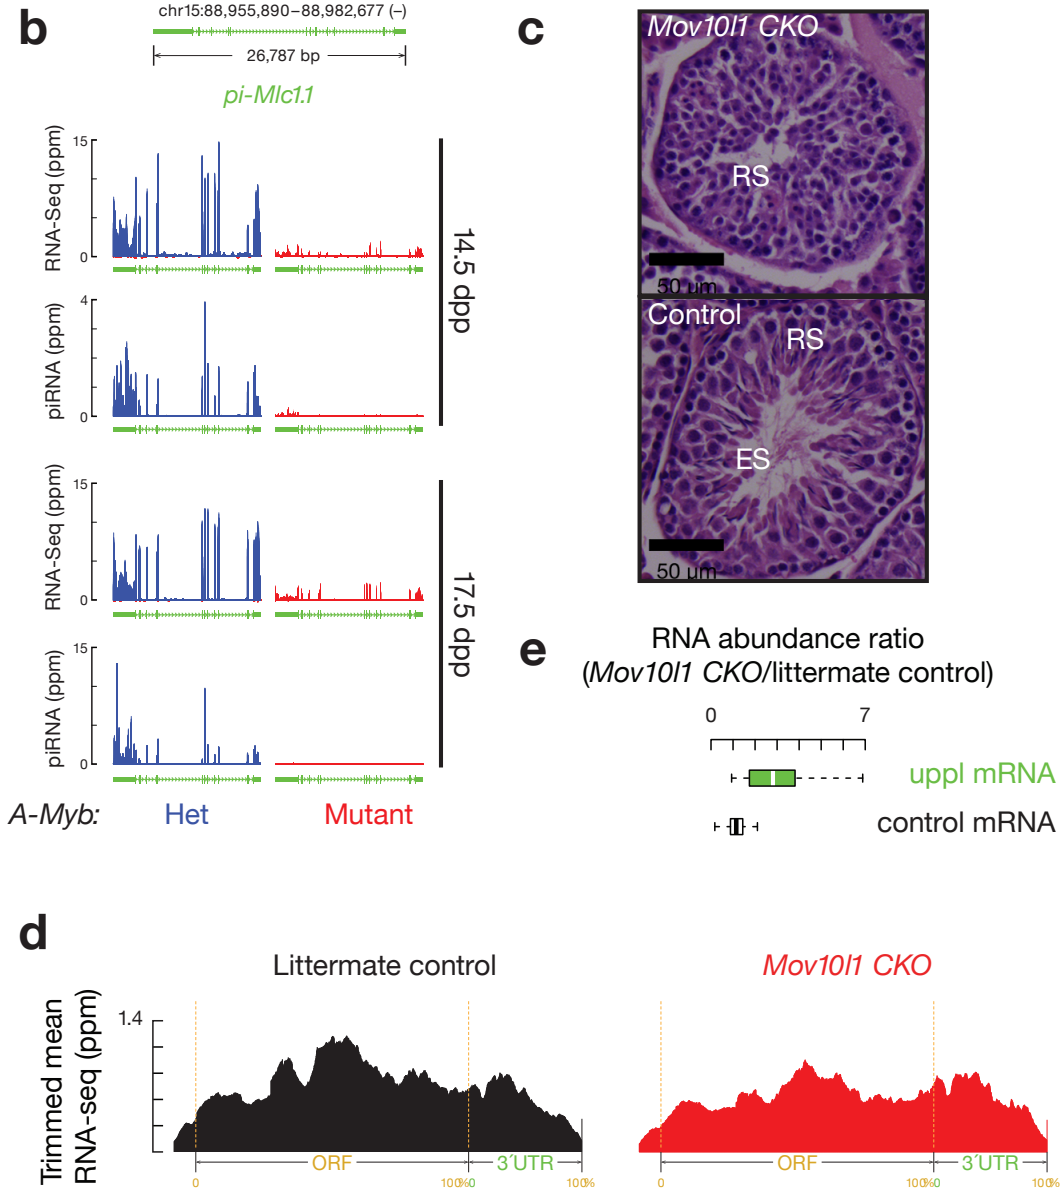 b
chr15:88,955,890–88,982,677 (–)
26,787 bp
pi-Mlc1.1
RNA-Seq (ppm)
15
0
piRNA (ppm)
4
0
14.5 dpp
RNA-Seq (ppm)
15
0
piRNA (ppm)
15
0
17.5 dpp
A-Myb:
Het
Mutant
c
Mov10l1 CKO
RS
50 µm
Control
RS
ES
50 µm
e
RNA abundance ratio
(Mov10l1 CKO/littermate control)
0 7
uppl mRNA
control mRNA
d
Littermate control
Mov10l1 CKO
Trimmed mean
RNA-seq (ppm)
1.4
ORF
3´UTR
0
100%
0
100%
ORF
3´UTR
0
100%
0
100%